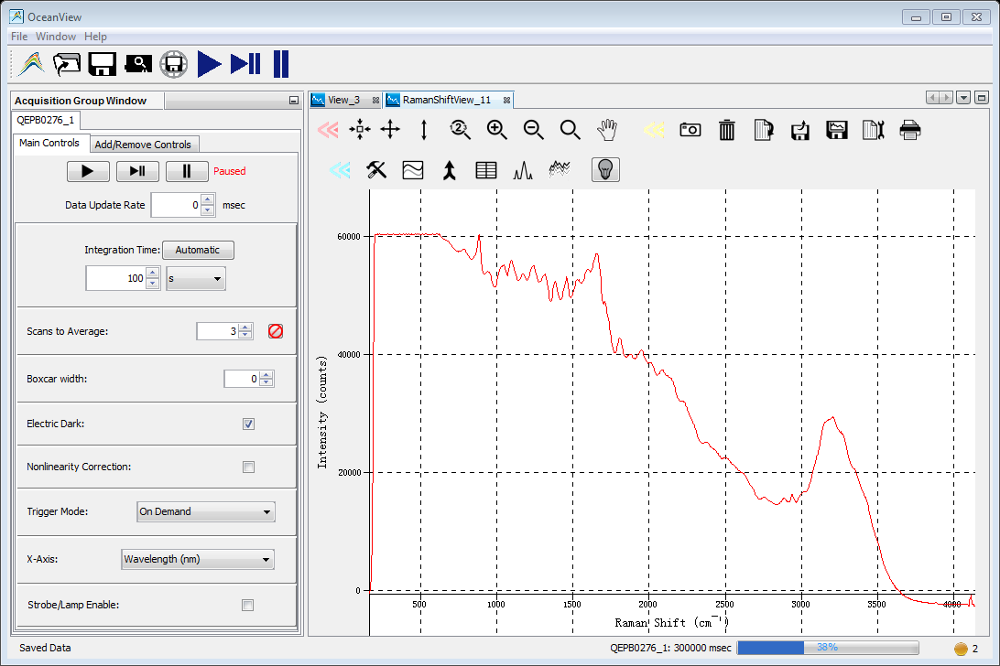 OceanView
File Window Help
Acquisition Group Window
QEPB0276_1
Main Controls
Add/Remove Controls
Paused
Data Update Rate 0 msec
Integration Time: Automatic
100 s
Scans to Average: 3
Boxcar width: 0
Electric Dark:
Nonlinearity Correction:
Trigger Mode: On Demand
X-Axis: Wavelength (nm)
Strobe/Lamp Enable:
View_3
RamanShiftView_11
2
60000
40000
20000
0
Intensity (counts)
500 1000 1500 2000 2500 3000 3500 4000
Raman Shift (cm⁻¹)
Saved Data
QEPB0276_1: 300000 msec 38% 2